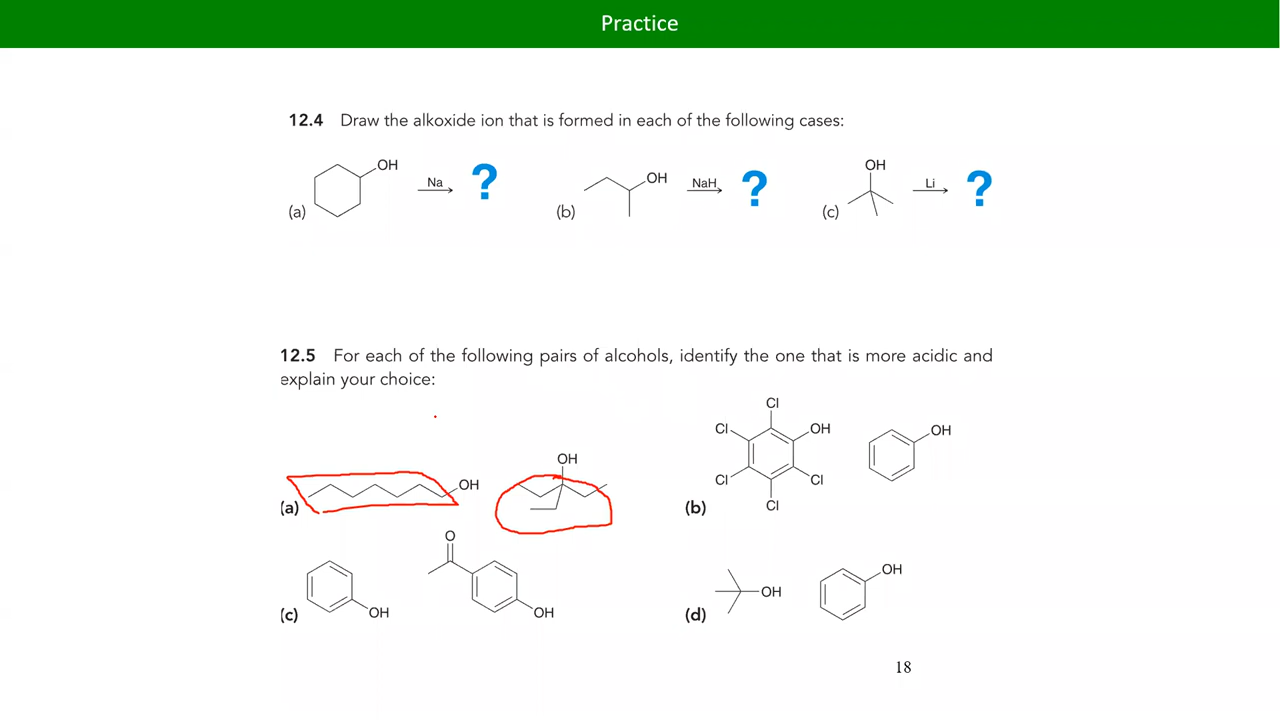 Practice
12.4 Draw the alkoxide ion that is formed in each of the following cases:
(a) OH Na ?
(b) OH NaH ?
(c) OH Li ?
12.5 For each of the following pairs of alcohols, identify the one that is more acidic and
explain your choice:
(a) OH OH
(b) Cl Cl OH Cl Cl Cl OH
(c) OH O OH
(d) OH OH
18